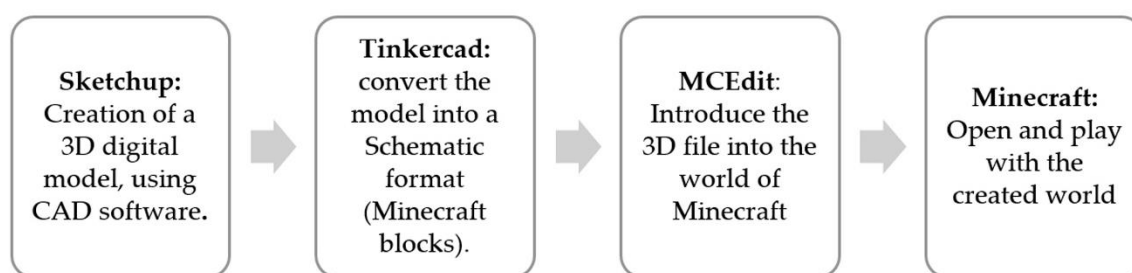 Sketchup:
Creation of a
3D digital
model, using
CAD software.
Tinkercad:
convert the
model into a
Schematic
format
(Minecraft
blocks).
MCEdit:
Introduce the
3D file into the
world of
Minecraft
Minecraft:
Open and play
with the
created world